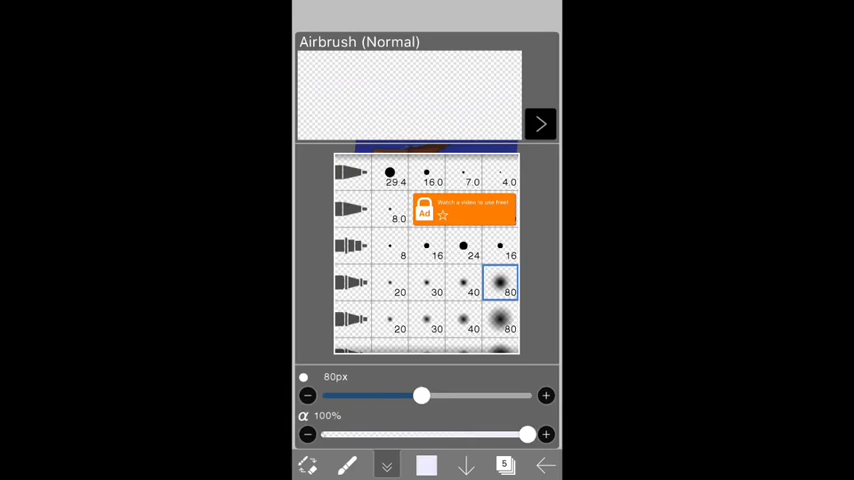 Airbrush (Normal)
29.4 16.0 7.0 4.0
8.0
Ad Watch a video to use free!
8 16 24 16
20 30 40 80
20 30 40 80
80px
α 100%
5